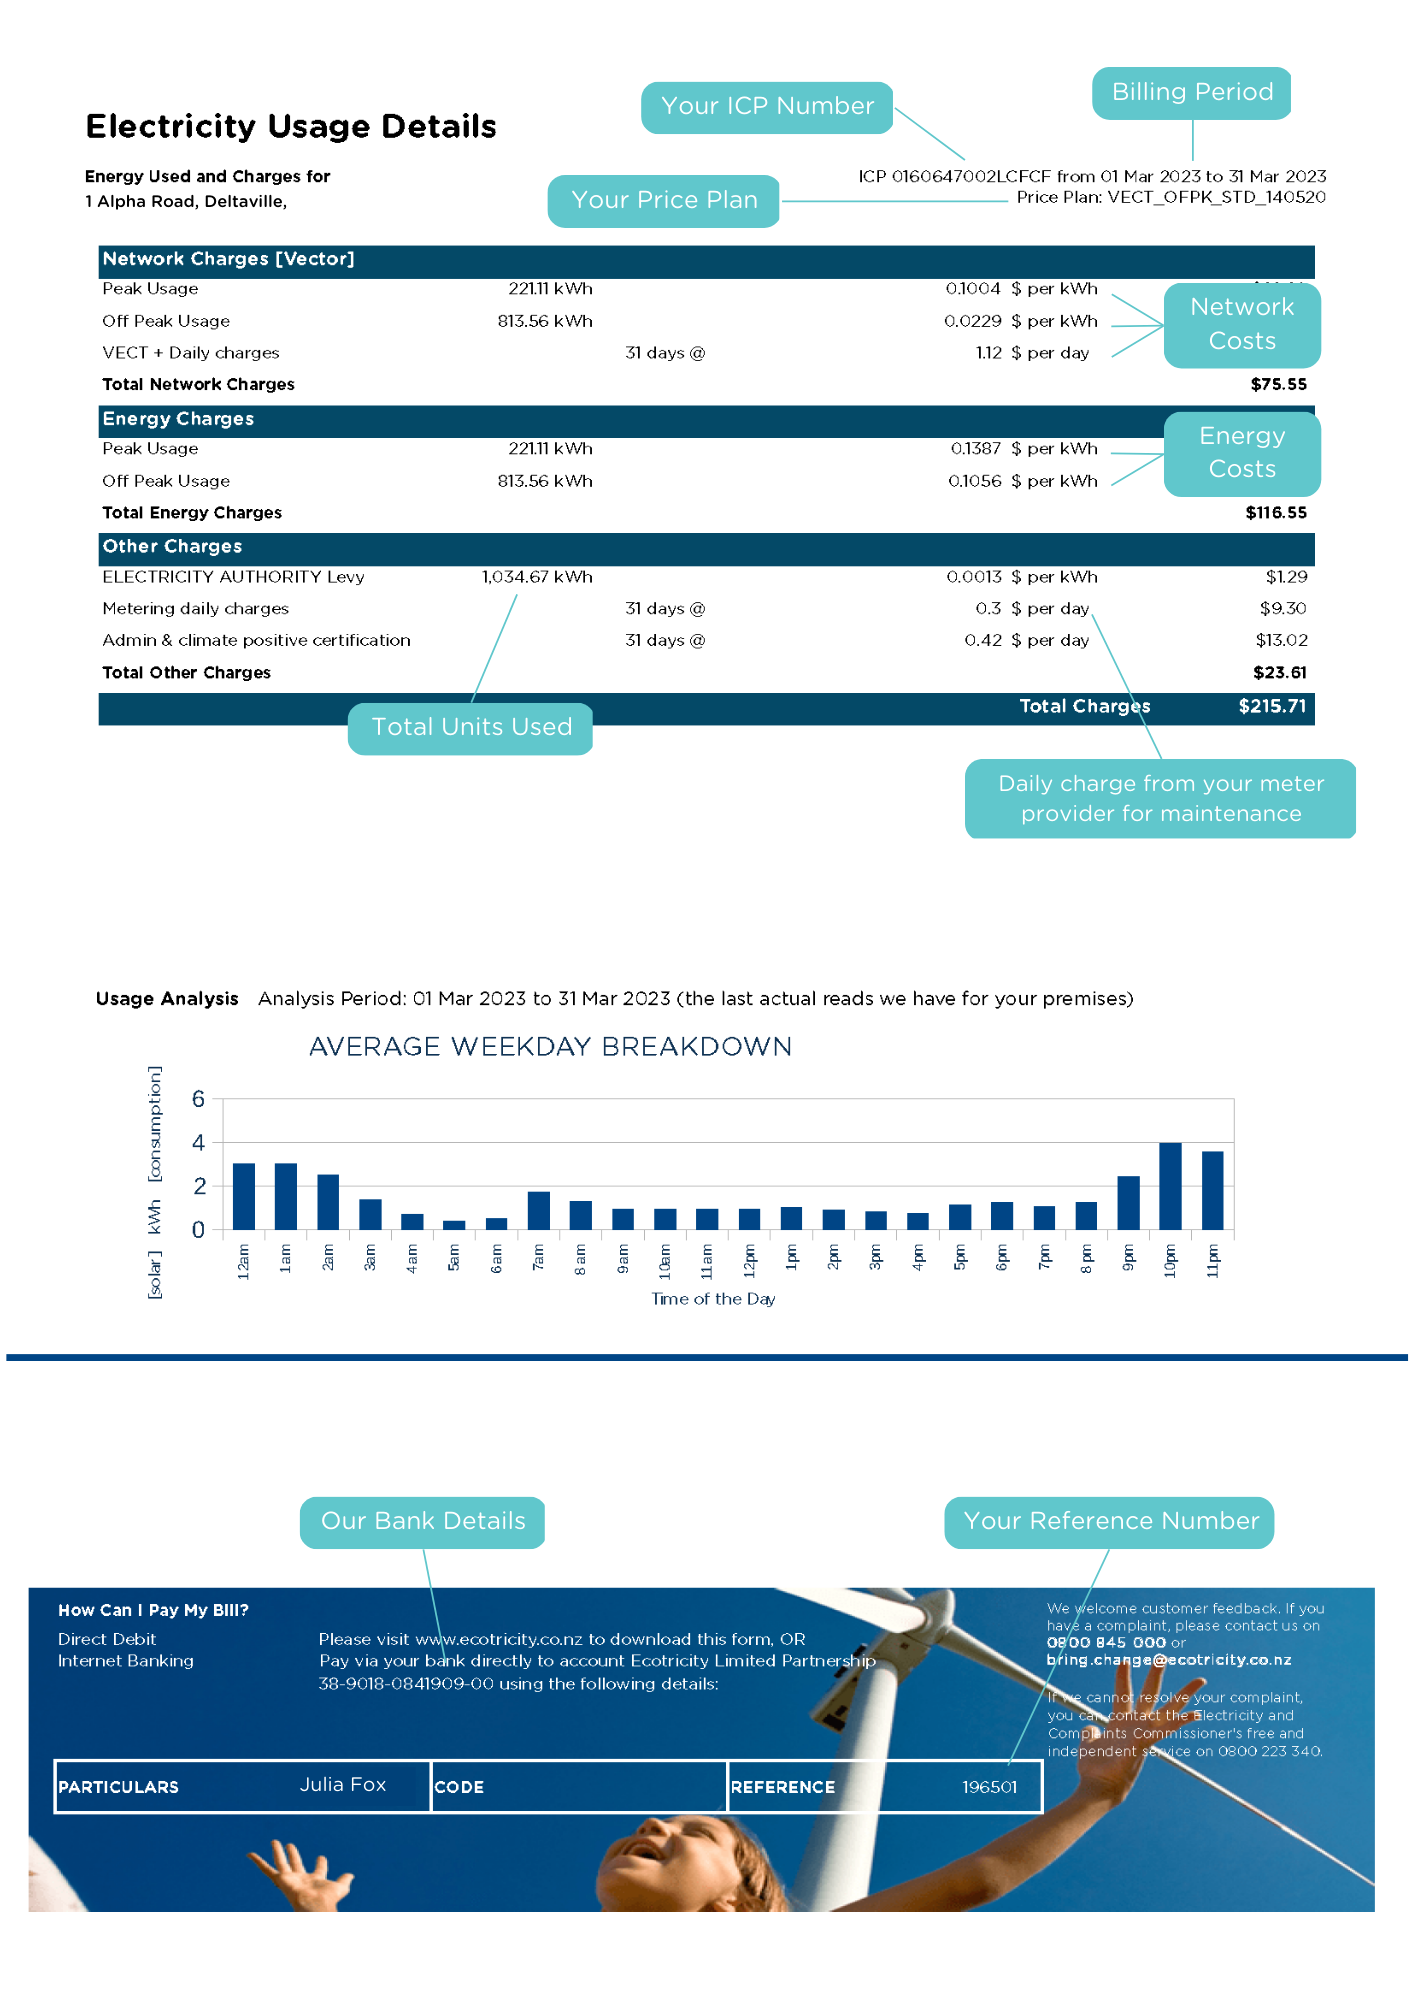 Your ICP Number
Billing Period
Electricity Usage Details
Energy Used and Charges for
1 Alpha Road, Deltaville,
ICP 0160647002LCFCF from 01 Mar 2023 to 31 Mar 2023
Your Price Plan
Price Plan: VECT_OFPK_STD_140520
Network Charges [Vector]
Peak Usage 221.11 kWh 0.1004 $ per kWh
Off Peak Usage 813.56 kWh 0.0229 $ per kWh
VECT + Daily charges 31 days @ 1.12 $ per day
Network
Costs
Total Network Charges $75.55
Energy Charges
Peak Usage 221.11 kWh 0.1387 $ per kWh
Off Peak Usage 813.56 kWh 0.1056 $ per kWh
Energy
Costs
Total Energy Charges $116.55
Other Charges
ELECTRICITY AUTHORITY Levy 1,034.67 kWh 0.0013 $ per kWh $1.29
Metering daily charges 31 days @ 0.3 $ per day $9.30
Admin & climate positive certification 31 days @ 0.42 $ per day $13.02
Total Other Charges $23.61
Total Charges $215.71
Total Units Used
Daily charge from your meter
provider for maintenance
Usage Analysis Analysis Period: 01 Mar 2023 to 31 Mar 2023 (the last actual reads we have for your premises)
AVERAGE WEEKDAY BREAKDOWN
[solar] kWh [consumption]
6
4
2
0
12am 1am 2am 3am 4am 5am 6am 7am 8am 9am 10am 11am 12pm 1pm 2pm 3pm 4pm 5pm 6pm 7pm 8pm 9pm 10pm 11pm
Time of the Day
Our Bank Details
Your Reference Number
How Can I Pay My Bill?
Direct Debit
Internet Banking
Please visit www.ecotricity.co.nz to download this form, OR
Pay via your bank directly to account Ecotricity Limited Partnership
38-9018-0841909-00 using the following details:
We welcome customer feedback. If you
have a complaint, please contact us on
0800 845 000 or
bring.change@ecotricity.co.nz
If we cannot resolve your complaint,
you can contact the Electricity and
Complaints Commissioner's free and
independent service on 0800 223 340.
PARTICULARS Julia Fox CODE REFERENCE 196501